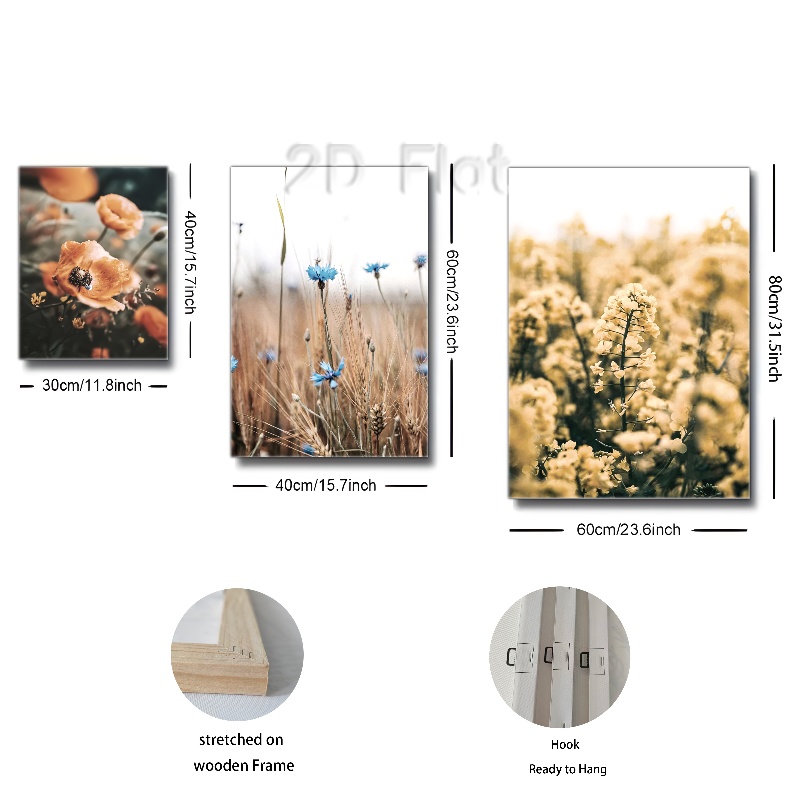 2D Flat
40cm/15.7inch
30cm/11.8inch
60cm/23.6inch
40cm/15.7inch
80cm/31.5inch
60cm/23.6inch
stretched on
wooden Frame
Hook
Ready to Hang